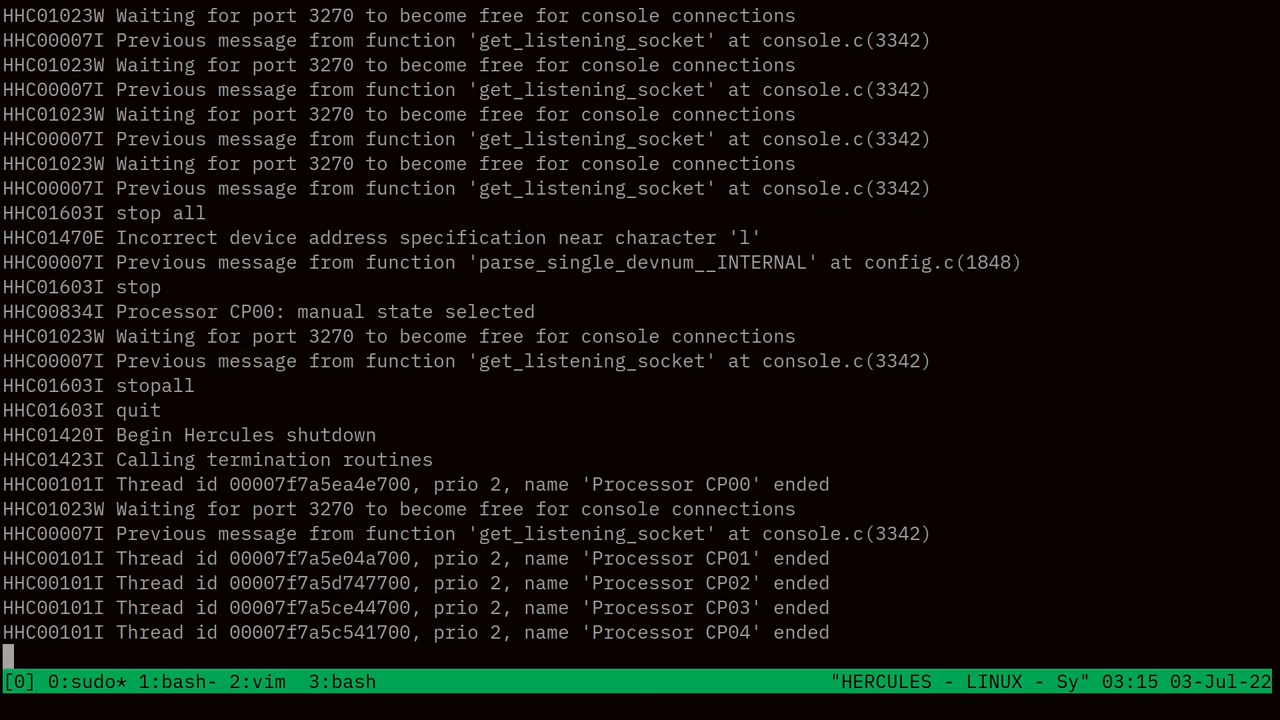 HHC01023W Waiting for port 3270 to become free for console connections
HHC00007I Previous message from function 'get_listening_socket' at console.c(3342)
HHC01023W Waiting for port 3270 to become free for console connections
HHC00007I Previous message from function 'get_listening_socket' at console.c(3342)
HHC01023W Waiting for port 3270 to become free for console connections
HHC00007I Previous message from function 'get_listening_socket' at console.c(3342)
HHC01023W Waiting for port 3270 to become free for console connections
HHC00007I Previous message from function 'get_listening_socket' at console.c(3342)
HHC01603I stop all
HHC01470E Incorrect device address specification near character 'l'
HHC00007I Previous message from function 'parse_single_devnum__INTERNAL' at config.c(1848)
HHC01603I stop
HHC00834I Processor CP00: manual state selected
HHC01023W Waiting for port 3270 to become free for console connections
HHC00007I Previous message from function 'get_listening_socket' at console.c(3342)
HHC01603I stopall
HHC01603I quit
HHC01420I Begin Hercules shutdown
HHC01423I Calling termination routines
HHC00101I Thread id 00007f7a5ea4e700, prio 2, name 'Processor CP00' ended
HHC01023W Waiting for port 3270 to become free for console connections
HHC00007I Previous message from function 'get_listening_socket' at console.c(3342)
HHC00101I Thread id 00007f7a5e04a700, prio 2, name 'Processor CP01' ended
HHC00101I Thread id 00007f7a5d747700, prio 2, name 'Processor CP02' ended
HHC00101I Thread id 00007f7a5ce44700, prio 2, name 'Processor CP03' ended
HHC00101I Thread id 00007f7a5c541700, prio 2, name 'Processor CP04' ended
[0] 0:sudo* 1:bash- 2:vim  3:bash "HERCULES - LINUX - Sy" 03:15 03-Jul-22